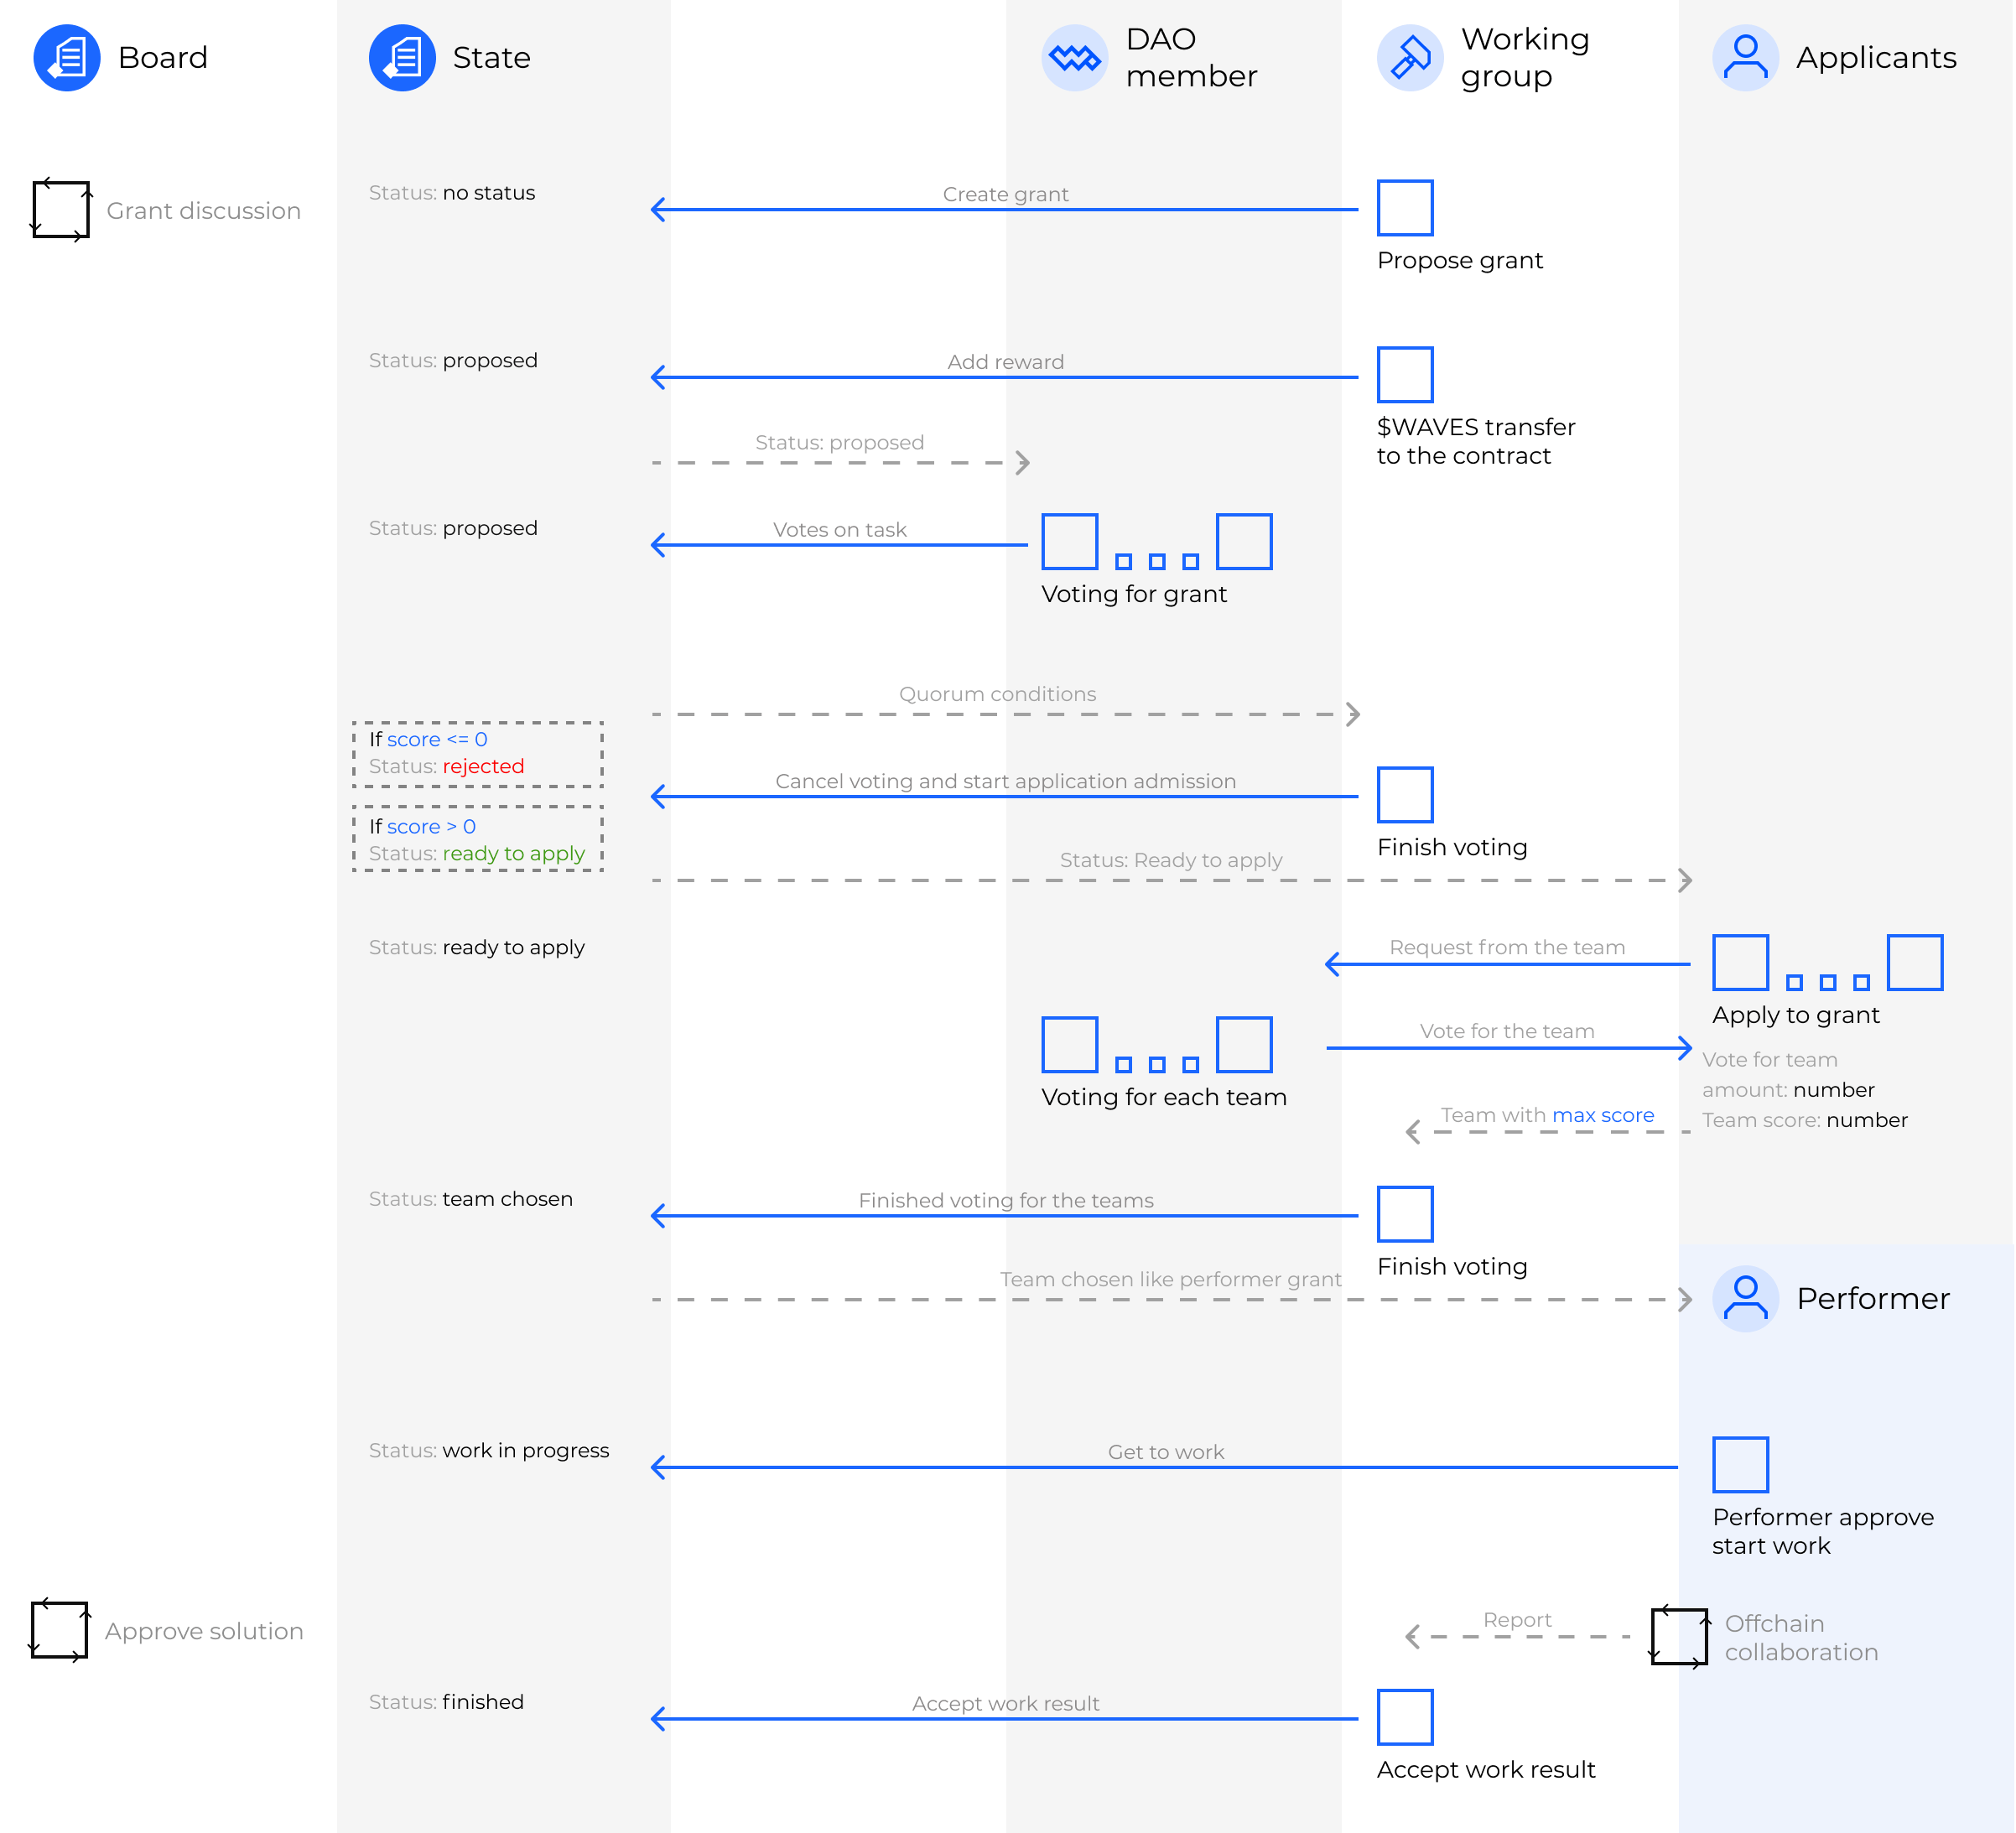 Board
State
DAO
member
Working
group
Applicants
Grant discussion
Status: no status
Create grant
Propose grant
Status: proposed
Add reward
$WAVES transfer
to the contract
Status: proposed
Status: proposed
Votes on task
Voting for grant
Quorum conditions
If score <= 0
Status: rejected
Cancel voting and start application admission
Finish voting
If score > 0
Status: ready to apply
Status: Ready to apply
Status: ready to apply
Request from the team
Apply to grant
Vote for the team
Voting for each team
Vote for team
amount: number
Team score: number
Team with max score
Status: team chosen
Finished voting for the teams
Finish voting
Team chosen like performer grant
Performer
Status: work in progress
Get to work
Performer approve
start work
Approve solution
Report
Offchain
collaboration
Status: finished
Accept work result
Accept work result